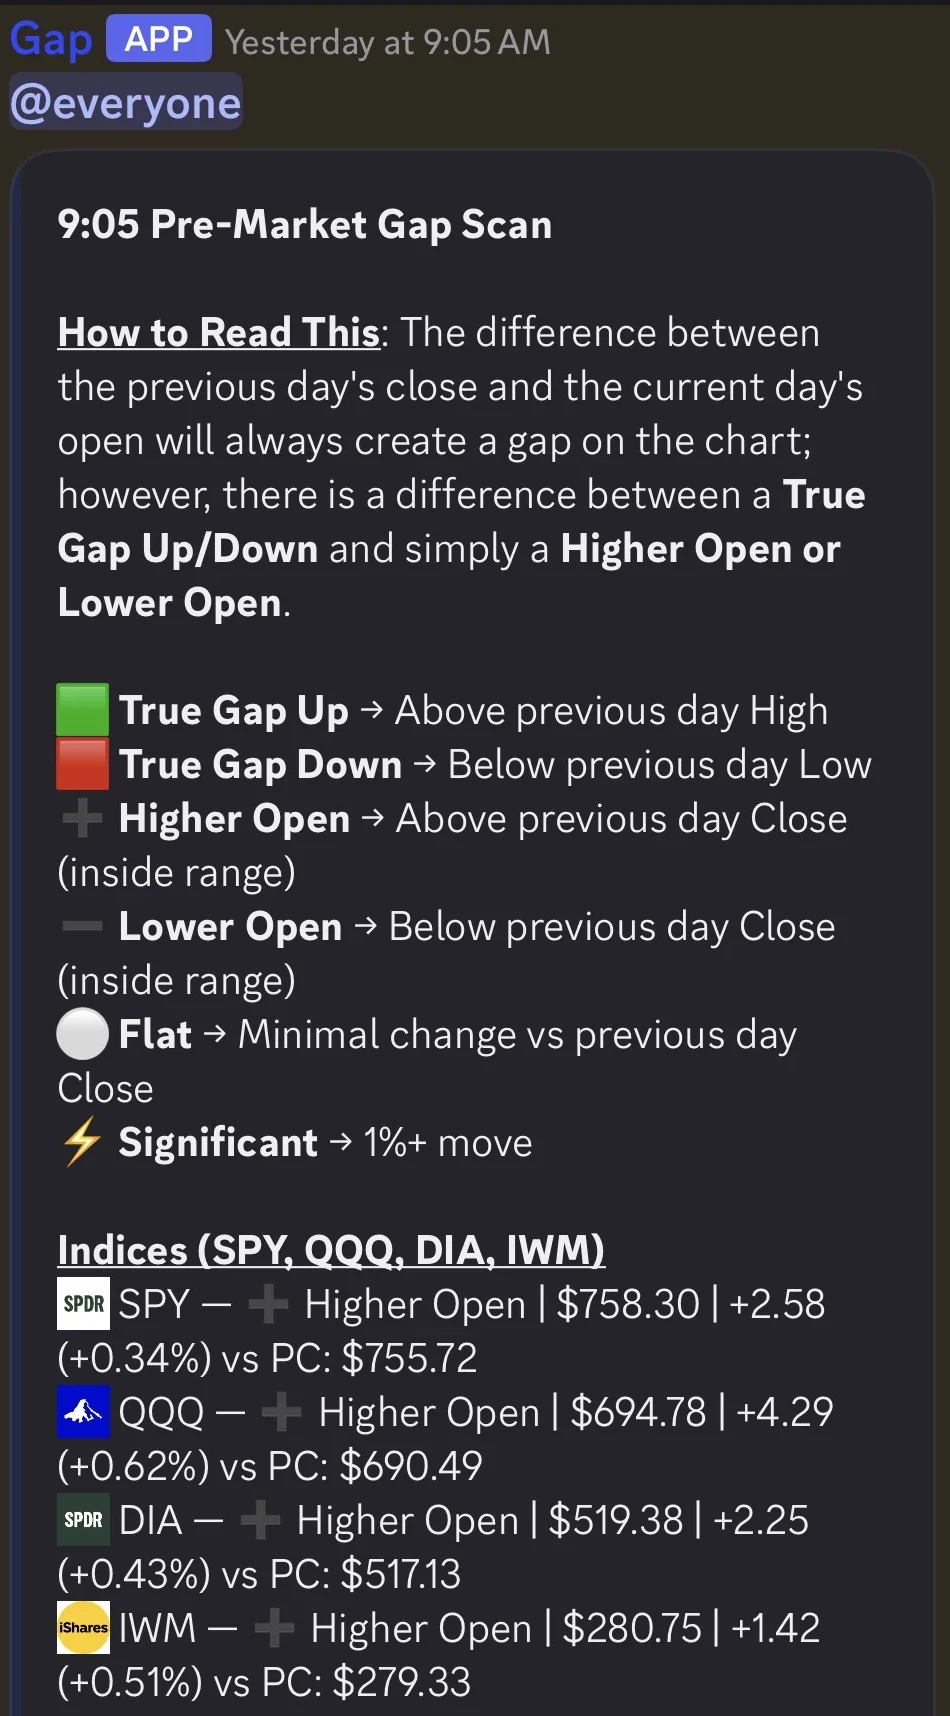 Gap APP Yesterday at 9:05 AM
@everyone
9:05 Pre-Market Gap Scan
How to Read This: The difference between
the previous day's close and the current day's
open will always create a gap on the chart;
however, there is a difference between a True
Gap Up/Down and simply a Higher Open or
Lower Open.
🟩 True Gap Up → Above previous day High
🟥 True Gap Down → Below previous day Low
➕ Higher Open → Above previous day Close
(inside range)
➖ Lower Open → Below previous day Close
(inside range)
⚪ Flat → Minimal change vs previous day
Close
⚡ Significant → 1%+ move
Indices (SPY, QQQ, DIA, IWM)
SPDR SPY — ➕ Higher Open | $758.30 | +2.58
(+0.34%) vs PC: $755.72
QQQ — ➕ Higher Open | $694.78 | +4.29
(+0.62%) vs PC: $690.49
SPDR DIA — ➕ Higher Open | $519.38 | +2.25
(+0.43%) vs PC: $517.13
iShares IWM — ➕ Higher Open | $280.75 | +1.42
(+0.51%) vs PC: $279.33